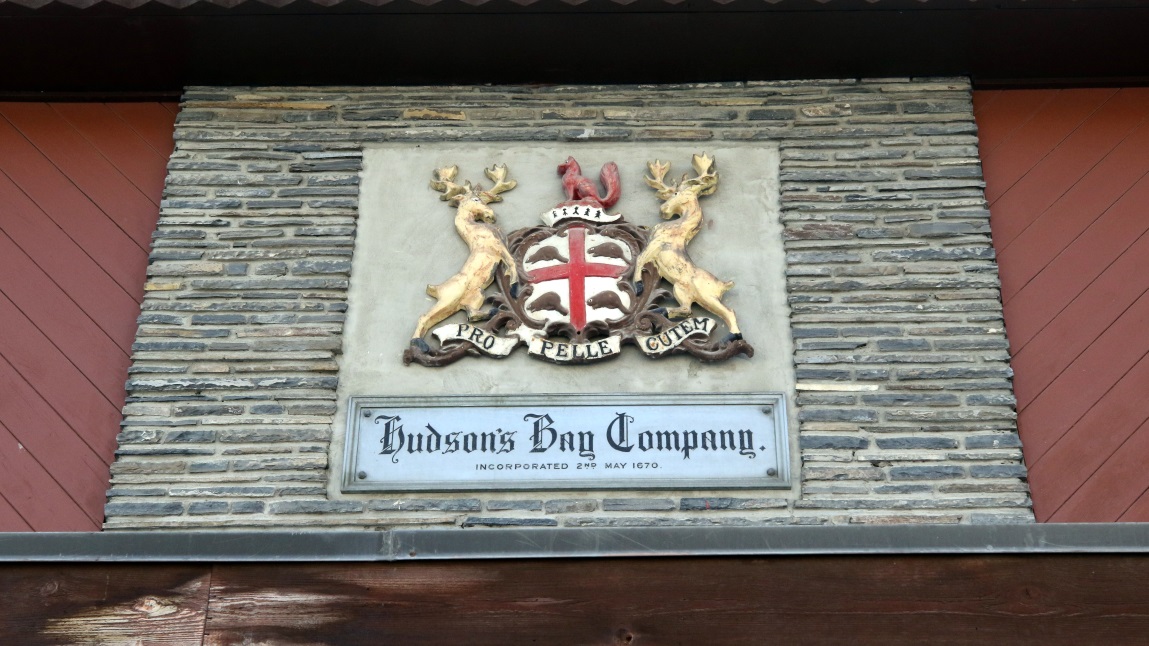 PRO PELLE CUTEM
Hudson's Bay Company.
INCORPORATED 2ND MAY 1670.